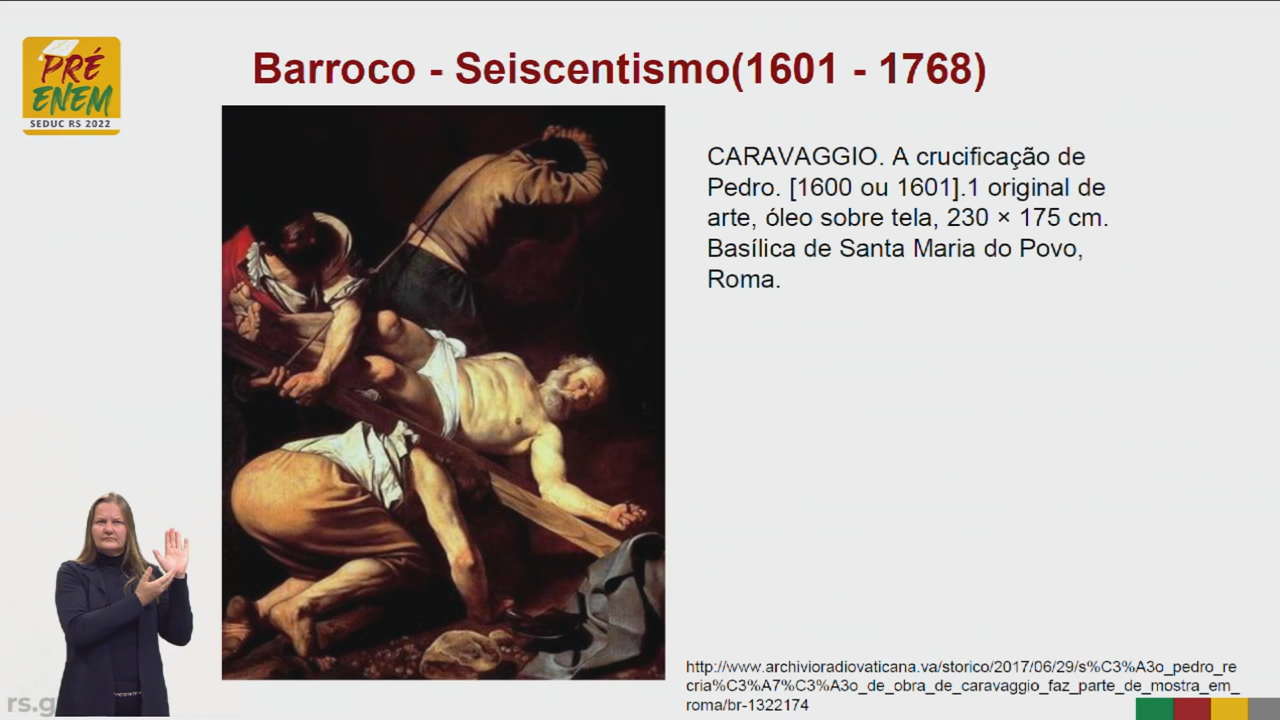 PRÉ
ENEM
SEDUC RS 2022
Barroco - Seiscentismo(1601 - 1768)
CARAVAGGIO. A crucificação de
Pedro. [1600 ou 1601].1 original de
arte, óleo sobre tela, 230 × 175 cm.
Basílica de Santa Maria do Povo,
Roma.
http://www.archivioradiovaticana.va/storico/2017/06/29/s%C3%A3o_pedro_re
cria%C3%A7%C3%A3o_de_obra_de_caravaggio_faz_parte_de_mostra_em_
roma/br-1322174
rs.g